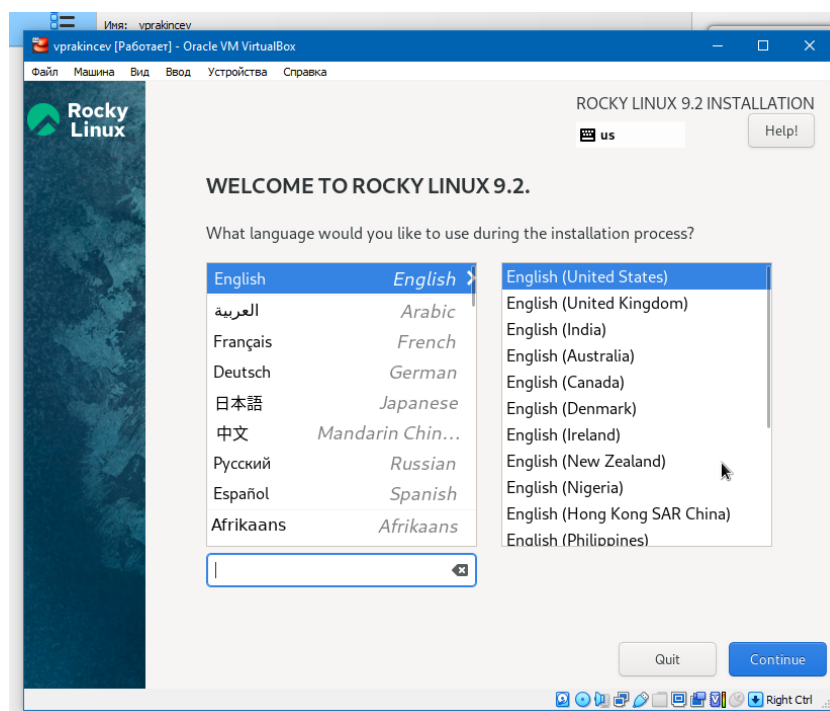 Имя: vprakincev
vprakincev [Работает] - Oracle VM VirtualBox
Файл Машина Вид Ввод Устройства Справка
Rocky
Linux
ROCKY LINUX 9.2 INSTALLATION
us
Help!
WELCOME TO ROCKY LINUX 9.2.
What language would you like to use during the installation process?
English English
العربية Arabic
Français French
Deutsch German
日本語 Japanese
中文 Mandarin Chin...
Русский Russian
Español Spanish
Afrikaans Afrikaans
English (United States)
English (United Kingdom)
English (India)
English (Australia)
English (Canada)
English (Denmark)
English (Ireland)
English (New Zealand)
English (Nigeria)
English (Hong Kong SAR China)
English (Philippines)
Quit
Continue
Right Ctrl